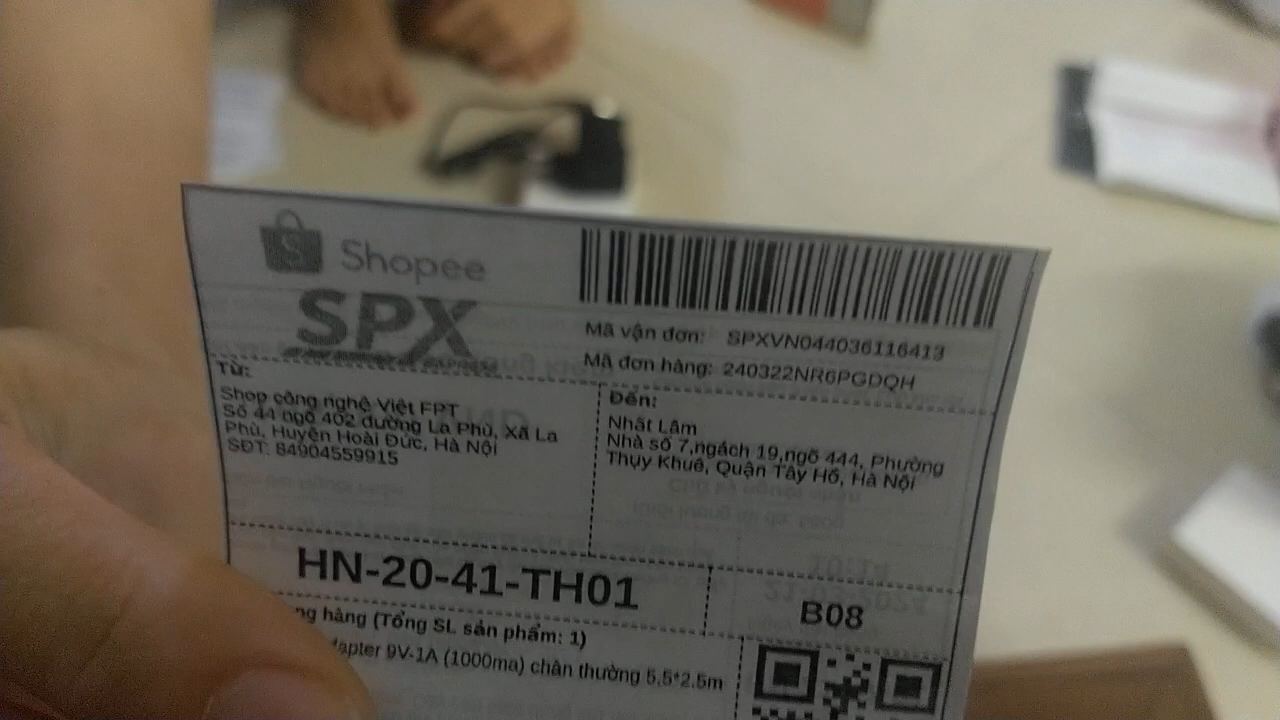 Shopee
SPX
Mã vận đơn: SPXVN044036116413
Mã đơn hàng: 240322NR6PGDQH
Từ:
Shop công nghệ Việt FPT
Số 44 ngõ 402 đường La Phù, Xã La
Phù, Huyện Hoài Đức, Hà Nội
SĐT: 84904559915
Đến:
Nhất Lâm
Nhà số 7,ngách 19,ngõ 444, Phường
Thụy Khuê, Quận Tây Hồ, Hà Nội
HN-20-41-TH01
B08
hàng (Tổng SL sản phẩm: 1)
9V-1A (1000ma) chân thường 5,5*2.5m